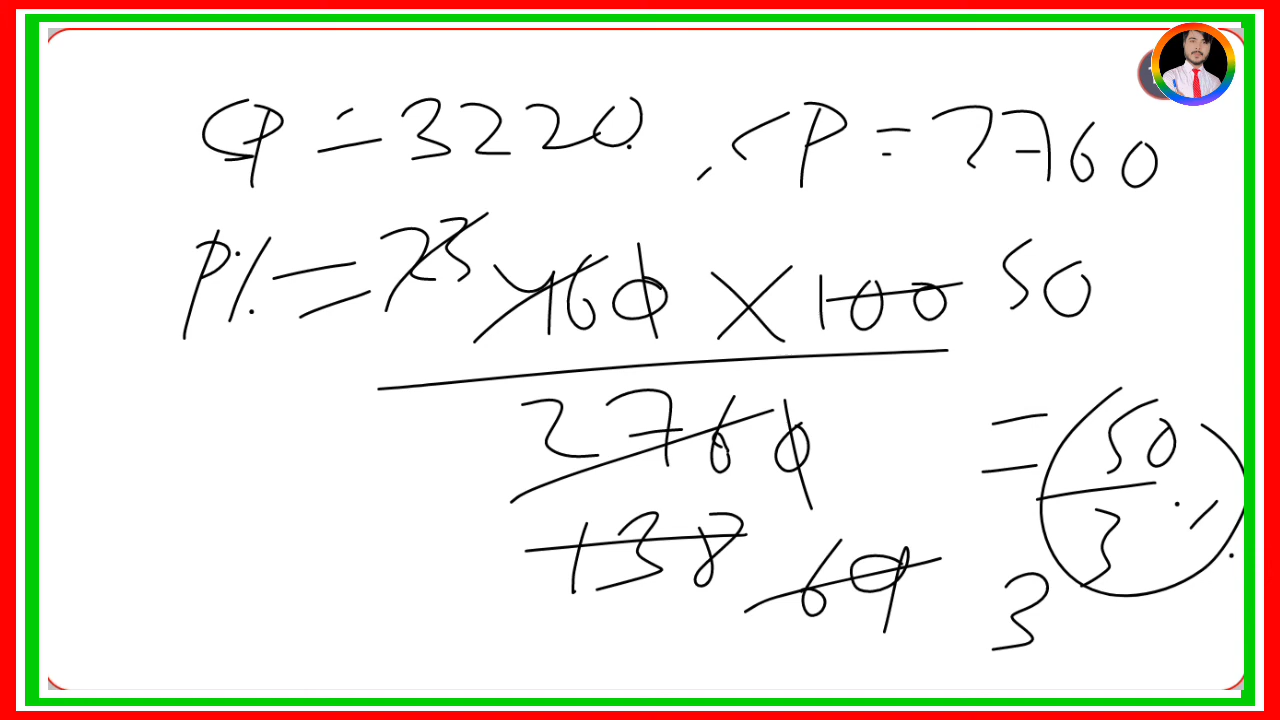 SP = 3220, CP = 2760
P% = 23 460 × 100 50
2760
= 50/3 %
138 69 3